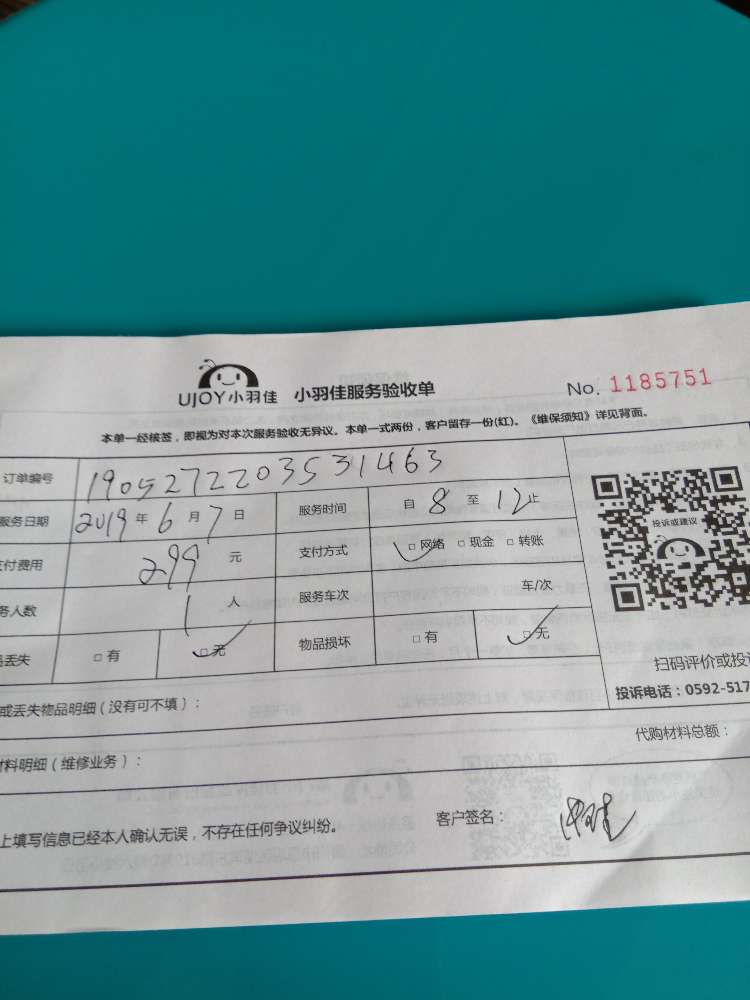 UJOY小羽佳 小羽佳服务验收单 No. 1185751
本单一经核签，即视为对本次服务验收无异议。本单一式两份，客户留存一份(红)。《维保须知》详见背面。
订单编号 1905272203531463
服务日期 2019 年 6 月 7 日 服务时间 自 8 至 12 止
付费用 299 元 支付方式 □网络 □现金 □转账
务人数 1 人 服务车次 车/次
丢失 □有 □无 物品损坏 □有 □无
投诉或建议
扫码评价或投
投诉电话：0592-517
或丢失物品明细（没有可不填）：
料明细（维修业务）： 代购材料总额：
上填写信息已经本人确认无误，不存在任何争议纠纷。 客户签名：